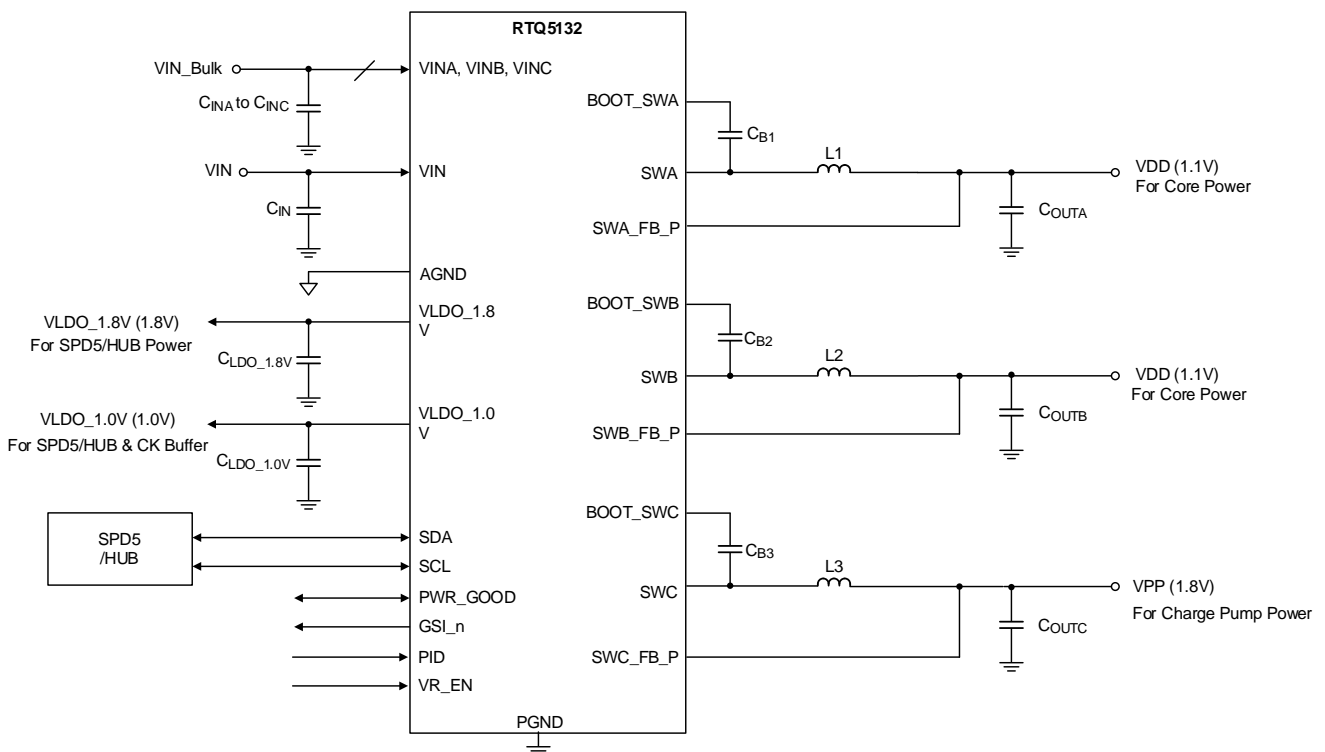 RTQ5132
VIN_Bulk
VINA, VINB, VINC
CINA to CINC
BOOT_SWA
CB1
L1
VIN
VIN
SWA
VDD (1.1V)
For Core Power
CIN
COUTA
SWA_FB_P
AGND
BOOT_SWB
VLDO_1.8V (1.8V)
For SPD5/HUB Power
VLDO_1.8
V
CB2
L2
CLDO_1.8V
SWB
VDD (1.1V)
For Core Power
VLDO_1.0V (1.0V)
For SPD5/HUB & CK Buffer
VLDO_1.0
V
COUTB
SWB_FB_P
CLDO_1.0V
BOOT_SWC
SPD5
/HUB
SDA
SCL
CB3
L3
SWC
VPP (1.8V)
For Charge Pump Power
PWR_GOOD
GSI_n
COUTC
PID
SWC_FB_P
VR_EN
PGND